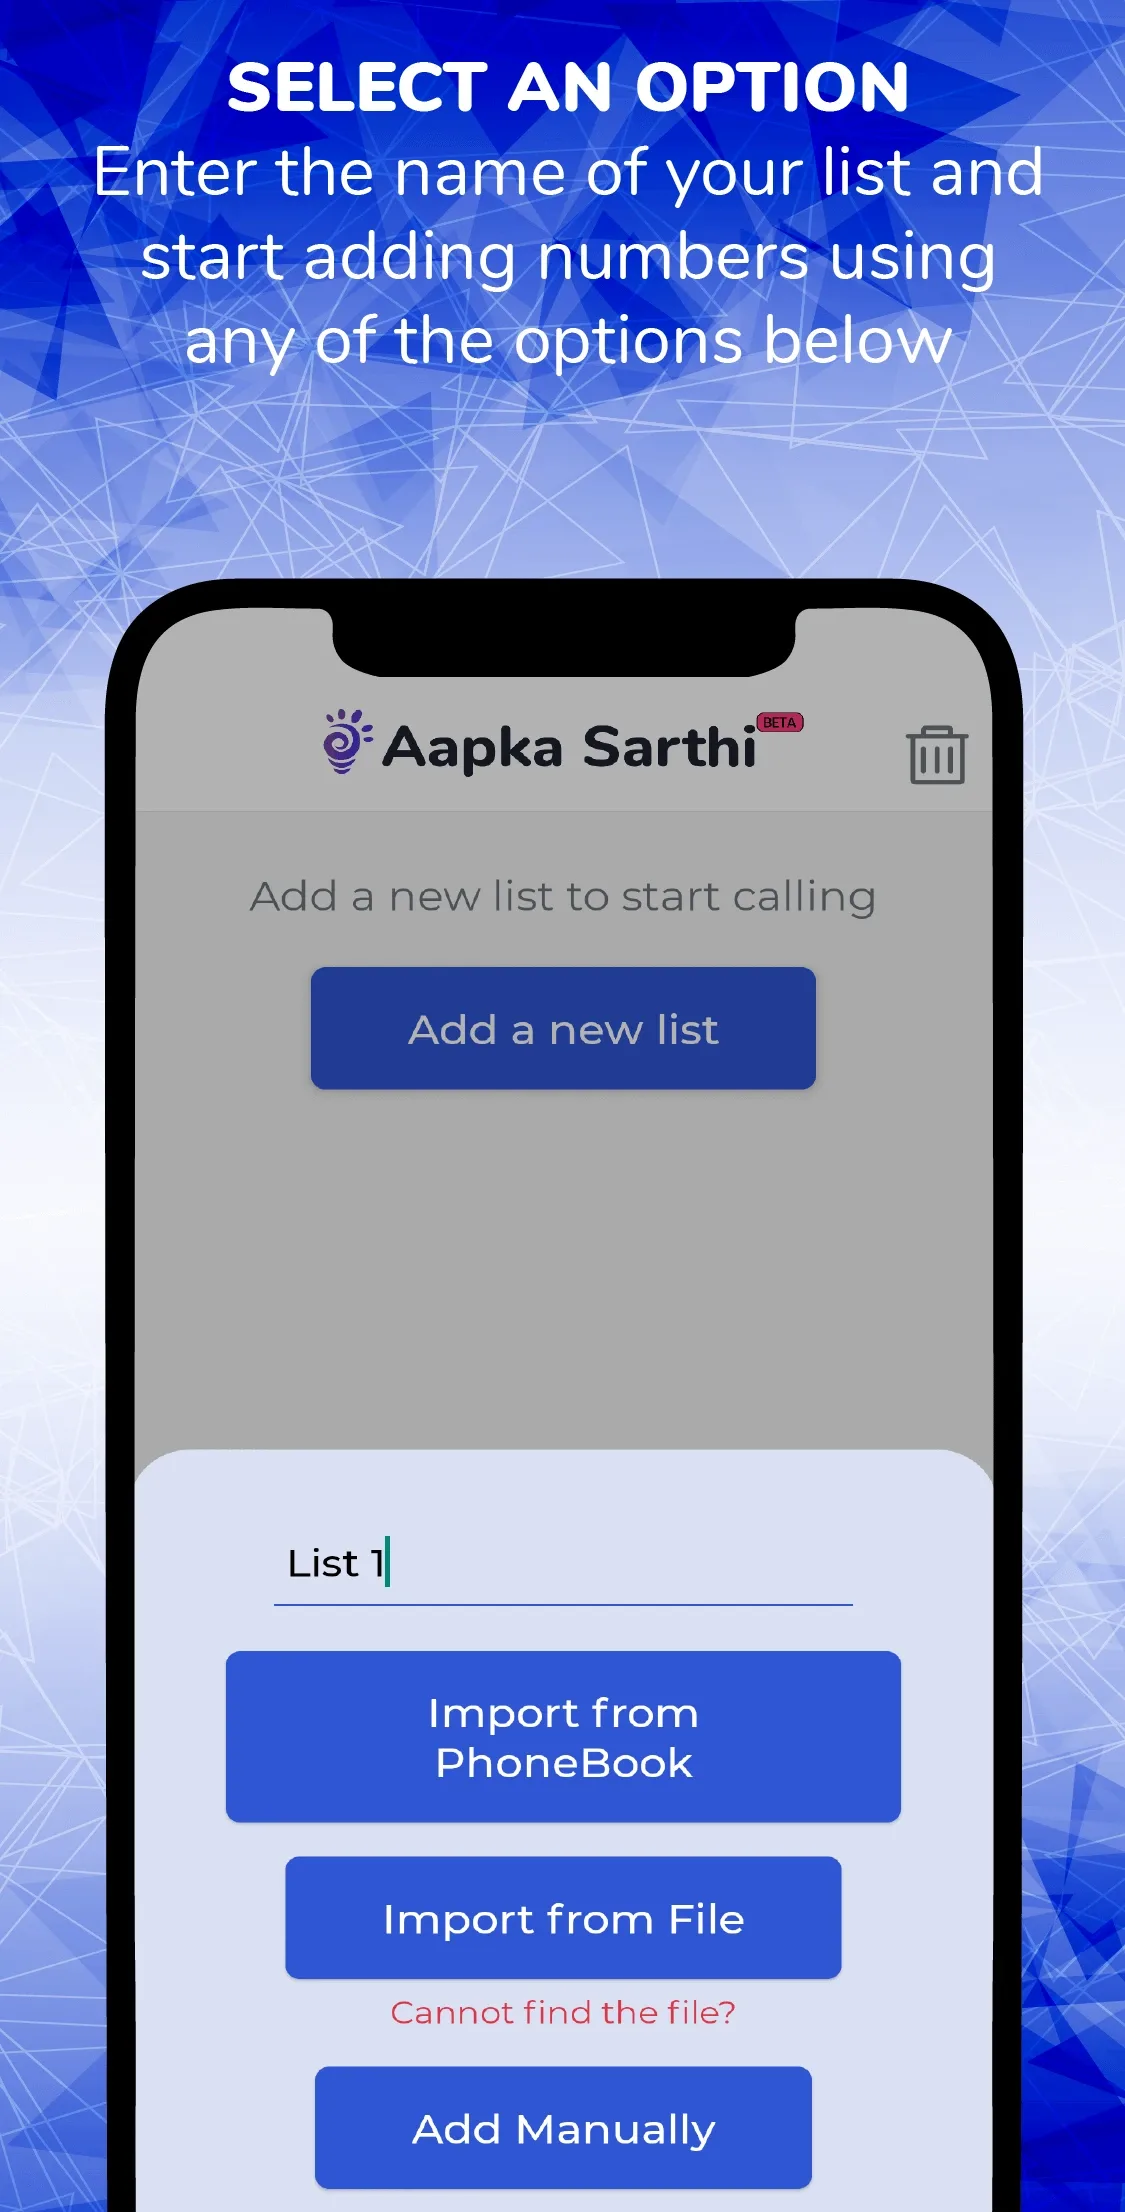 SELECT AN OPTION
Enter the name of your list and
start adding numbers using
any of the options below
Aapka Sarthi BETA
Add a new list to start calling
Add a new list
List 1
Import from
PhoneBook
Import from File
Cannot find the file?
Add Manually